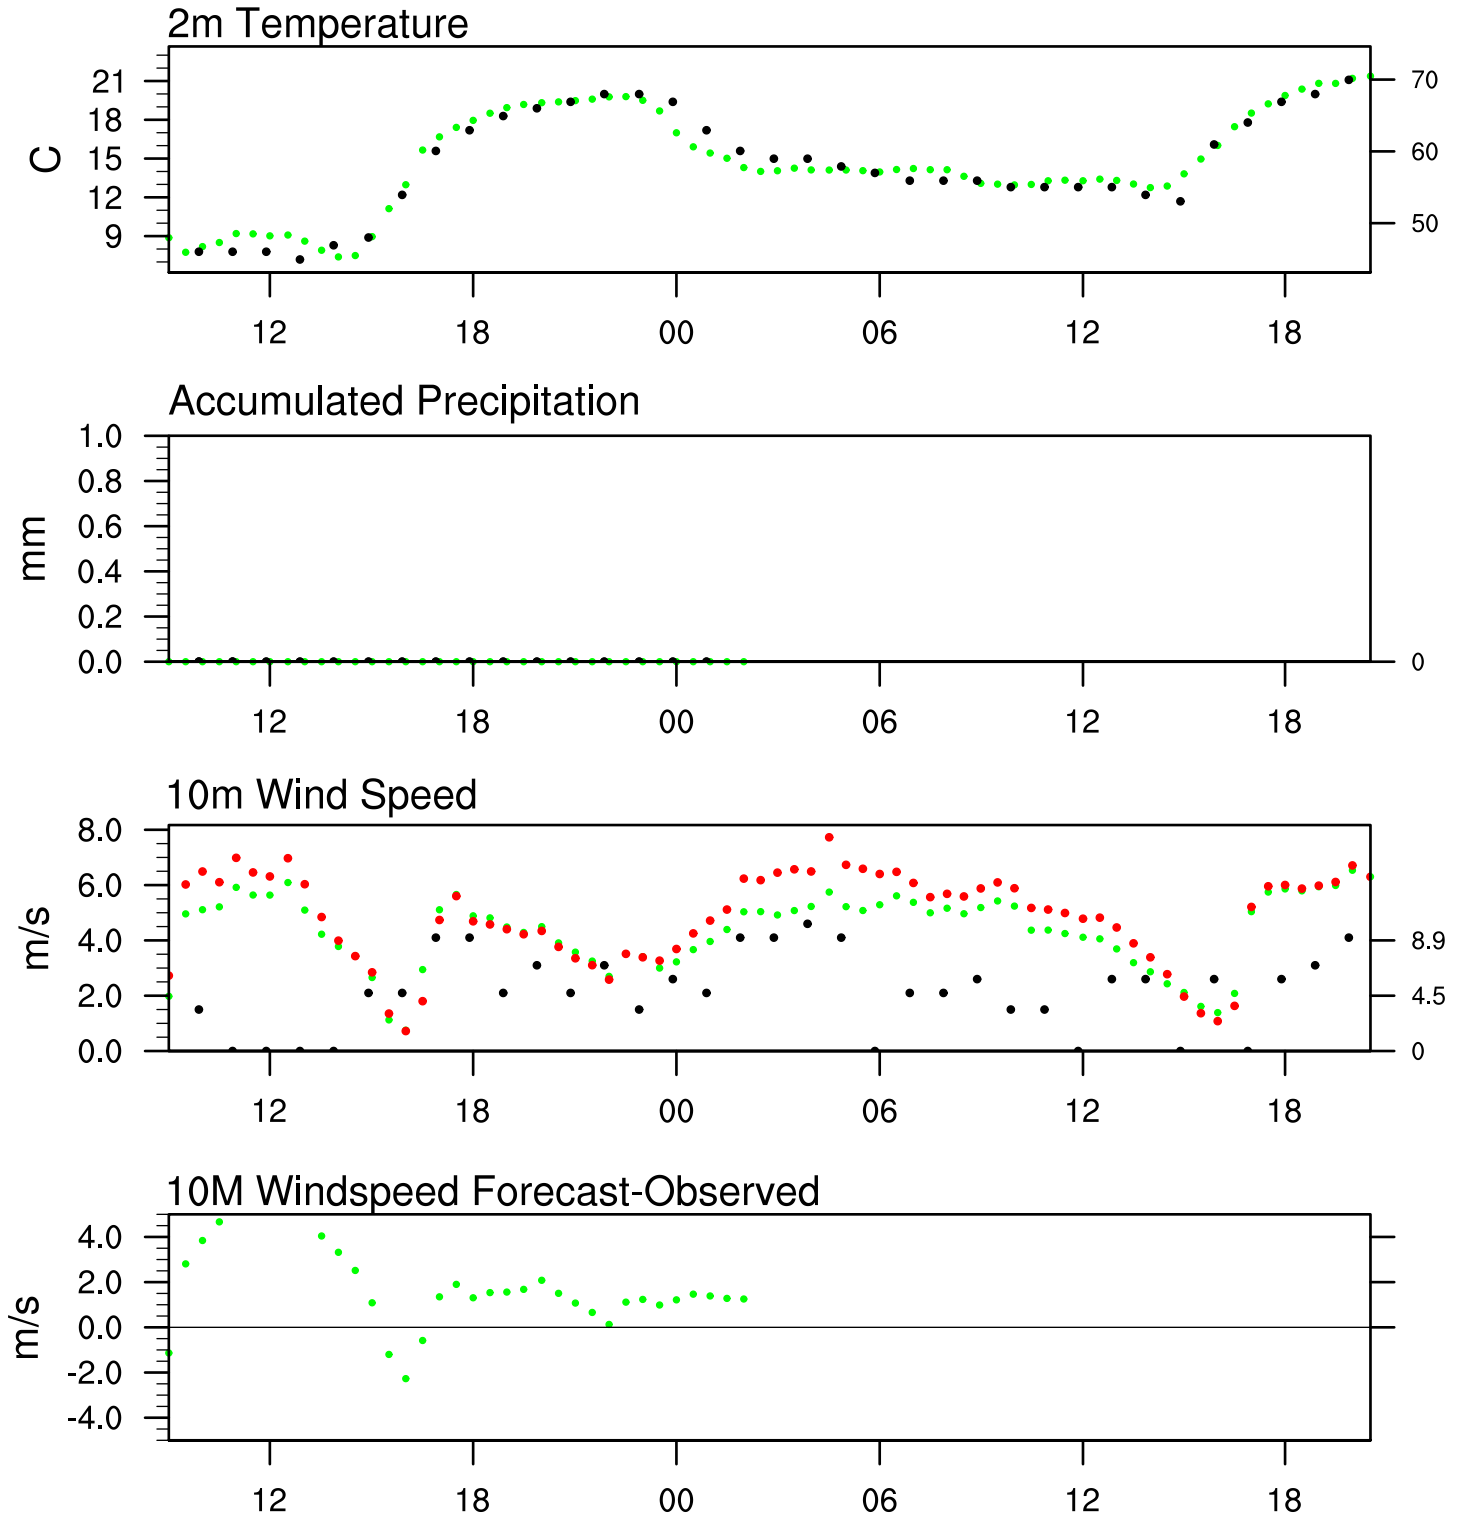 2m Temperature
21
18
15
12
9
C
70
60
50
12 18 00 06 12 18
Accumulated Precipitation
1.0
0.8
0.6
0.4
0.2
0.0
mm
0
12 18 00 06 12 18
10m Wind Speed
8.0
6.0
4.0
2.0
0.0
m/s
8.9
4.5
0
12 18 00 06 12 18
10M Windspeed Forecast-Observed
4.0
2.0
0.0
-2.0
-4.0
m/s
12 18 00 06 12 18